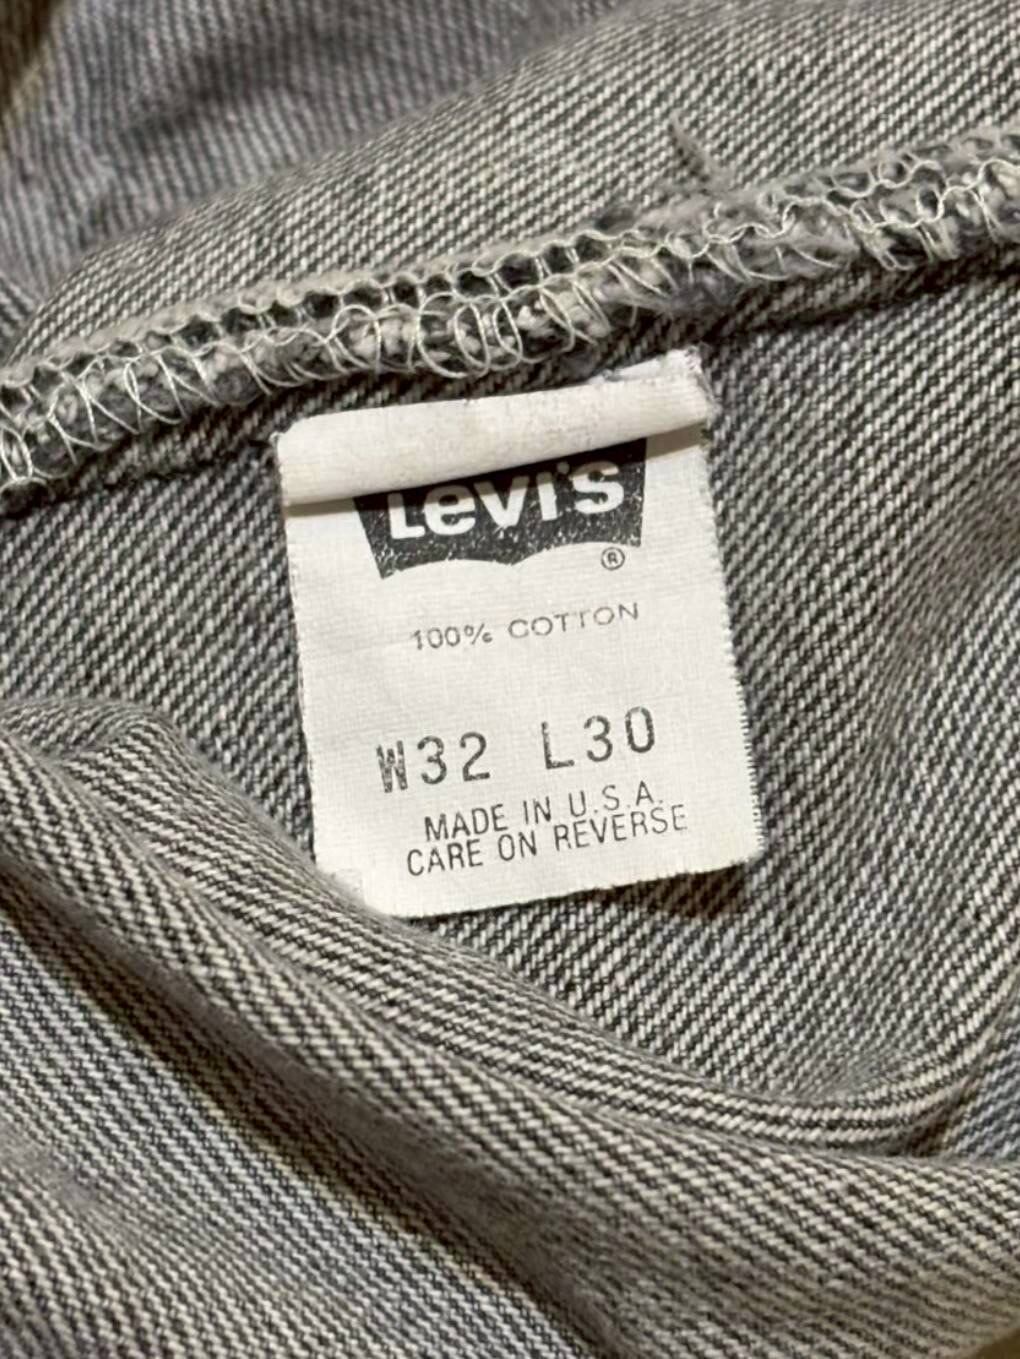 Levi's
®
100% COTTON
W32 L30
MADE IN U.S.A.
CARE ON REVERSE